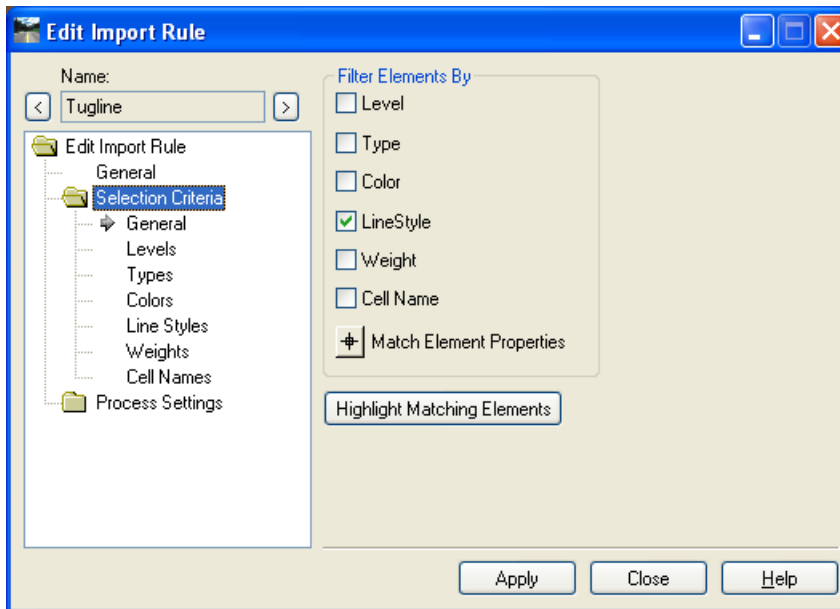 Edit Import Rule
Name:
< Tugline >
Edit Import Rule
General
Selection Criteria
General
Levels
Types
Colors
Line Styles
Weights
Cell Names
Process Settings
Filter Elements By
Level
Type
Color
LineStyle
Weight
Cell Name
Match Element Properties
Highlight Matching Elements
Apply
Close
Help